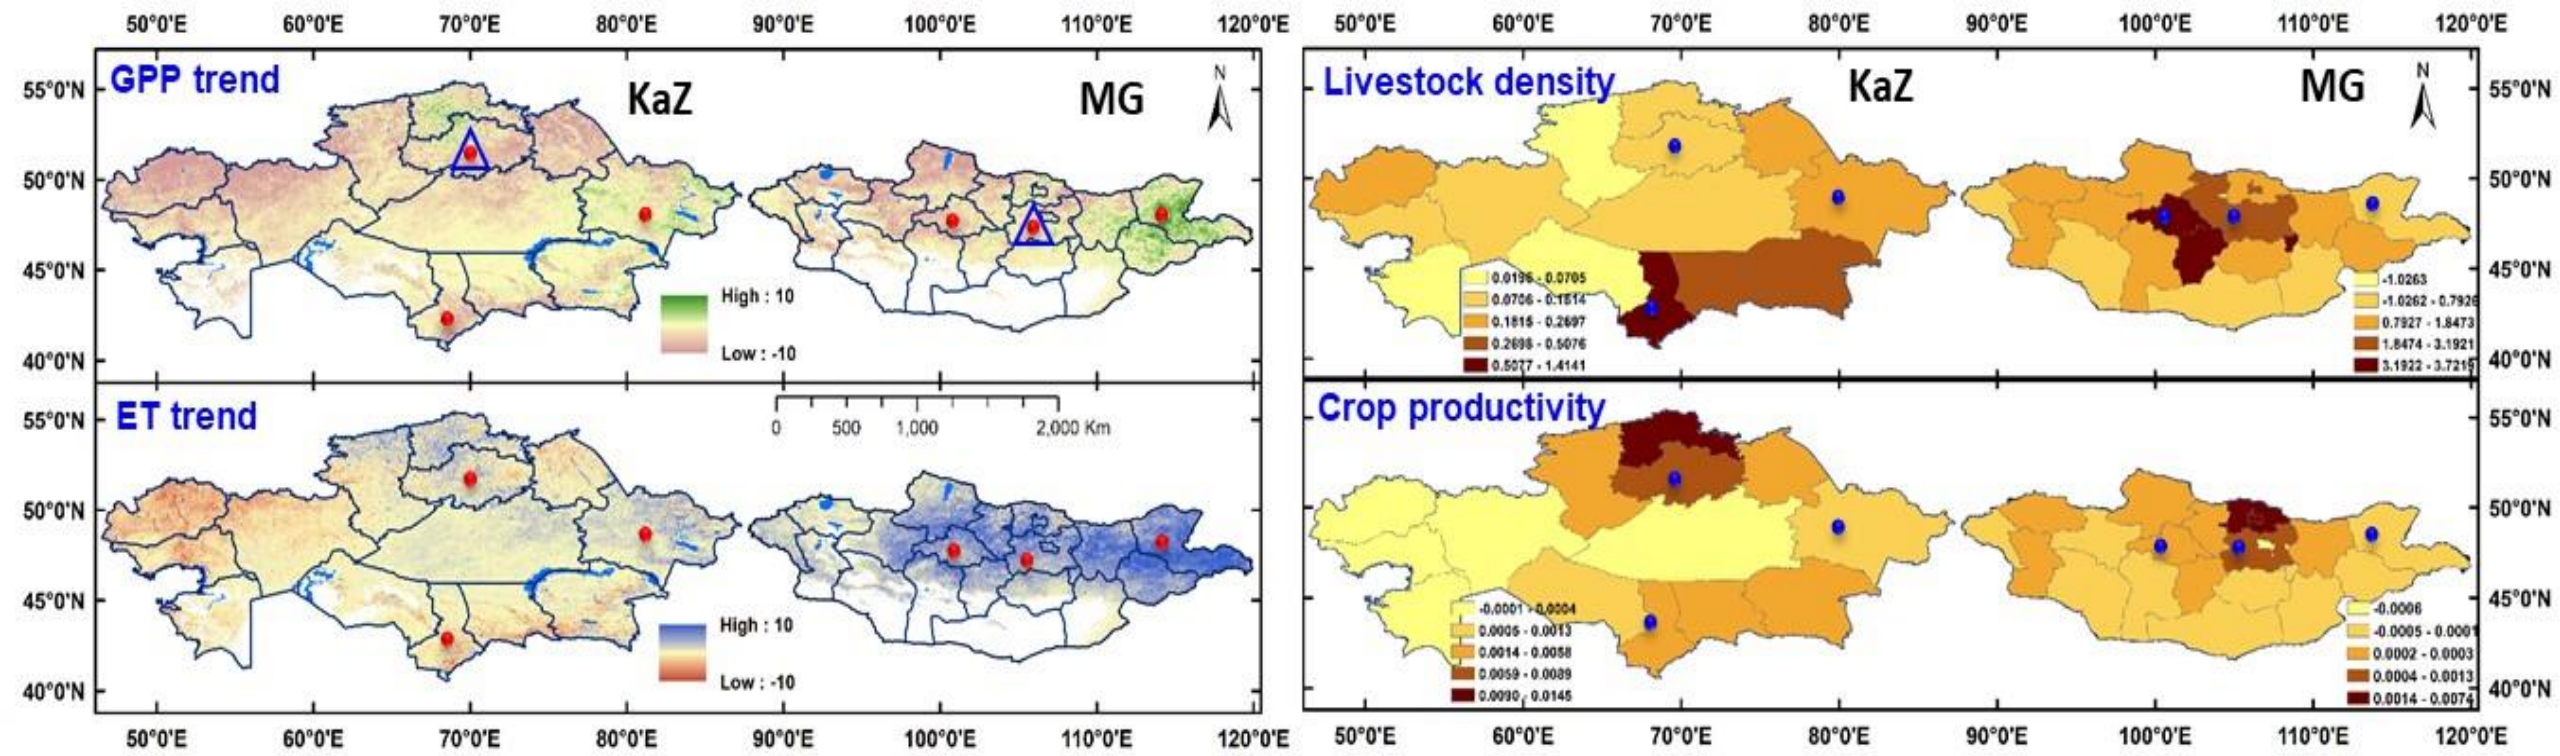 50°0'E 60°0'E 70°0'E 80°0'E 90°0'E 100°0'E 110°0'E 120°0'E
50°0'E 60°0'E 70°0'E 80°0'E 90°0'E 100°0'E 110°0'E 120°0'E
GPP trend
KaZ
MG
N
55°0'N
50°0'N
45°0'N
40°0'N
High : 10
Low : -10
ET trend
0 500 1,000 2,000 Km
55°0'N
50°0'N
45°0'N
40°0'N
High : 10
Low : -10
Livestock density
KaZ
MG
N
55°0'N
50°0'N
45°0'N
40°0'N
0.0196 - 0.0705
0.0706 - 0.1814
0.1815 - 0.2697
0.2698 - 0.5076
0.5077 - 1.4141
-1.0263
-1.0262 - 0.7926
0.7927 - 1.8473
1.8474 - 3.1921
3.1922 - 3.7219
Crop productivity
55°0'N
50°0'N
45°0'N
40°0'N
-0.0001 - 0.0004
0.0005 - 0.0013
0.0014 - 0.0058
0.0059 - 0.0089
0.0090 - 0.0145
-0.0006
-0.0005 - 0.0001
0.0002 - 0.0003
0.0004 - 0.0013
0.0014 - 0.0074
50°0'E 60°0'E 70°0'E 80°0'E 90°0'E 100°0'E 110°0'E 120°0'E
50°0'E 60°0'E 70°0'E 80°0'E 90°0'E 100°0'E 110°0'E 120°0'E